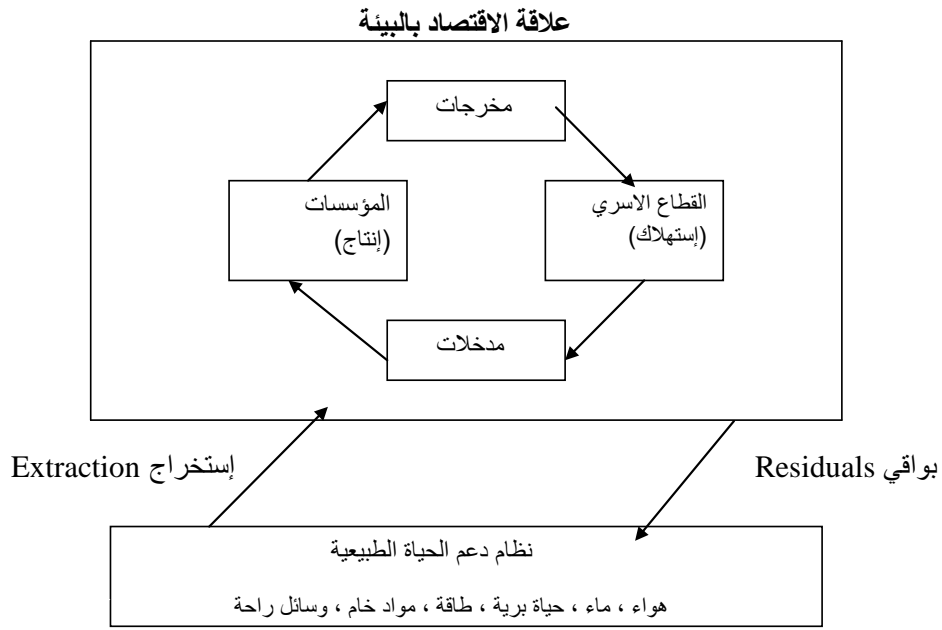 علاقة الاقتصاد بالبيئة
مخرجات
القطاع الاسري
(إستهلاك)
المؤسسات
(إنتاج)
مدخلات
بواقي Residuals
إستخراج Extraction
نظام دعم الحياة الطبيعية
هواء ، ماء ، حياة برية ، طاقة ، مواد خام ، وسائل راحة